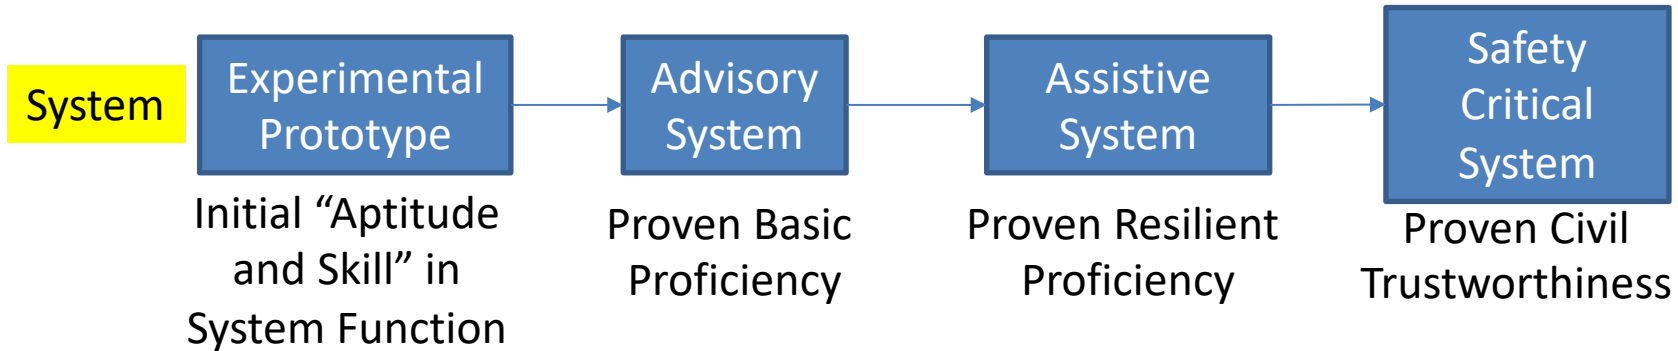 System
Experimental
Prototype
Initial “Aptitude
and Skill” in
System Function
Advisory
System
Proven Basic
Proficiency
Assistive
System
Proven Resilient
Proficiency
Safety
Critical
System
Proven Civil
Trustworthiness